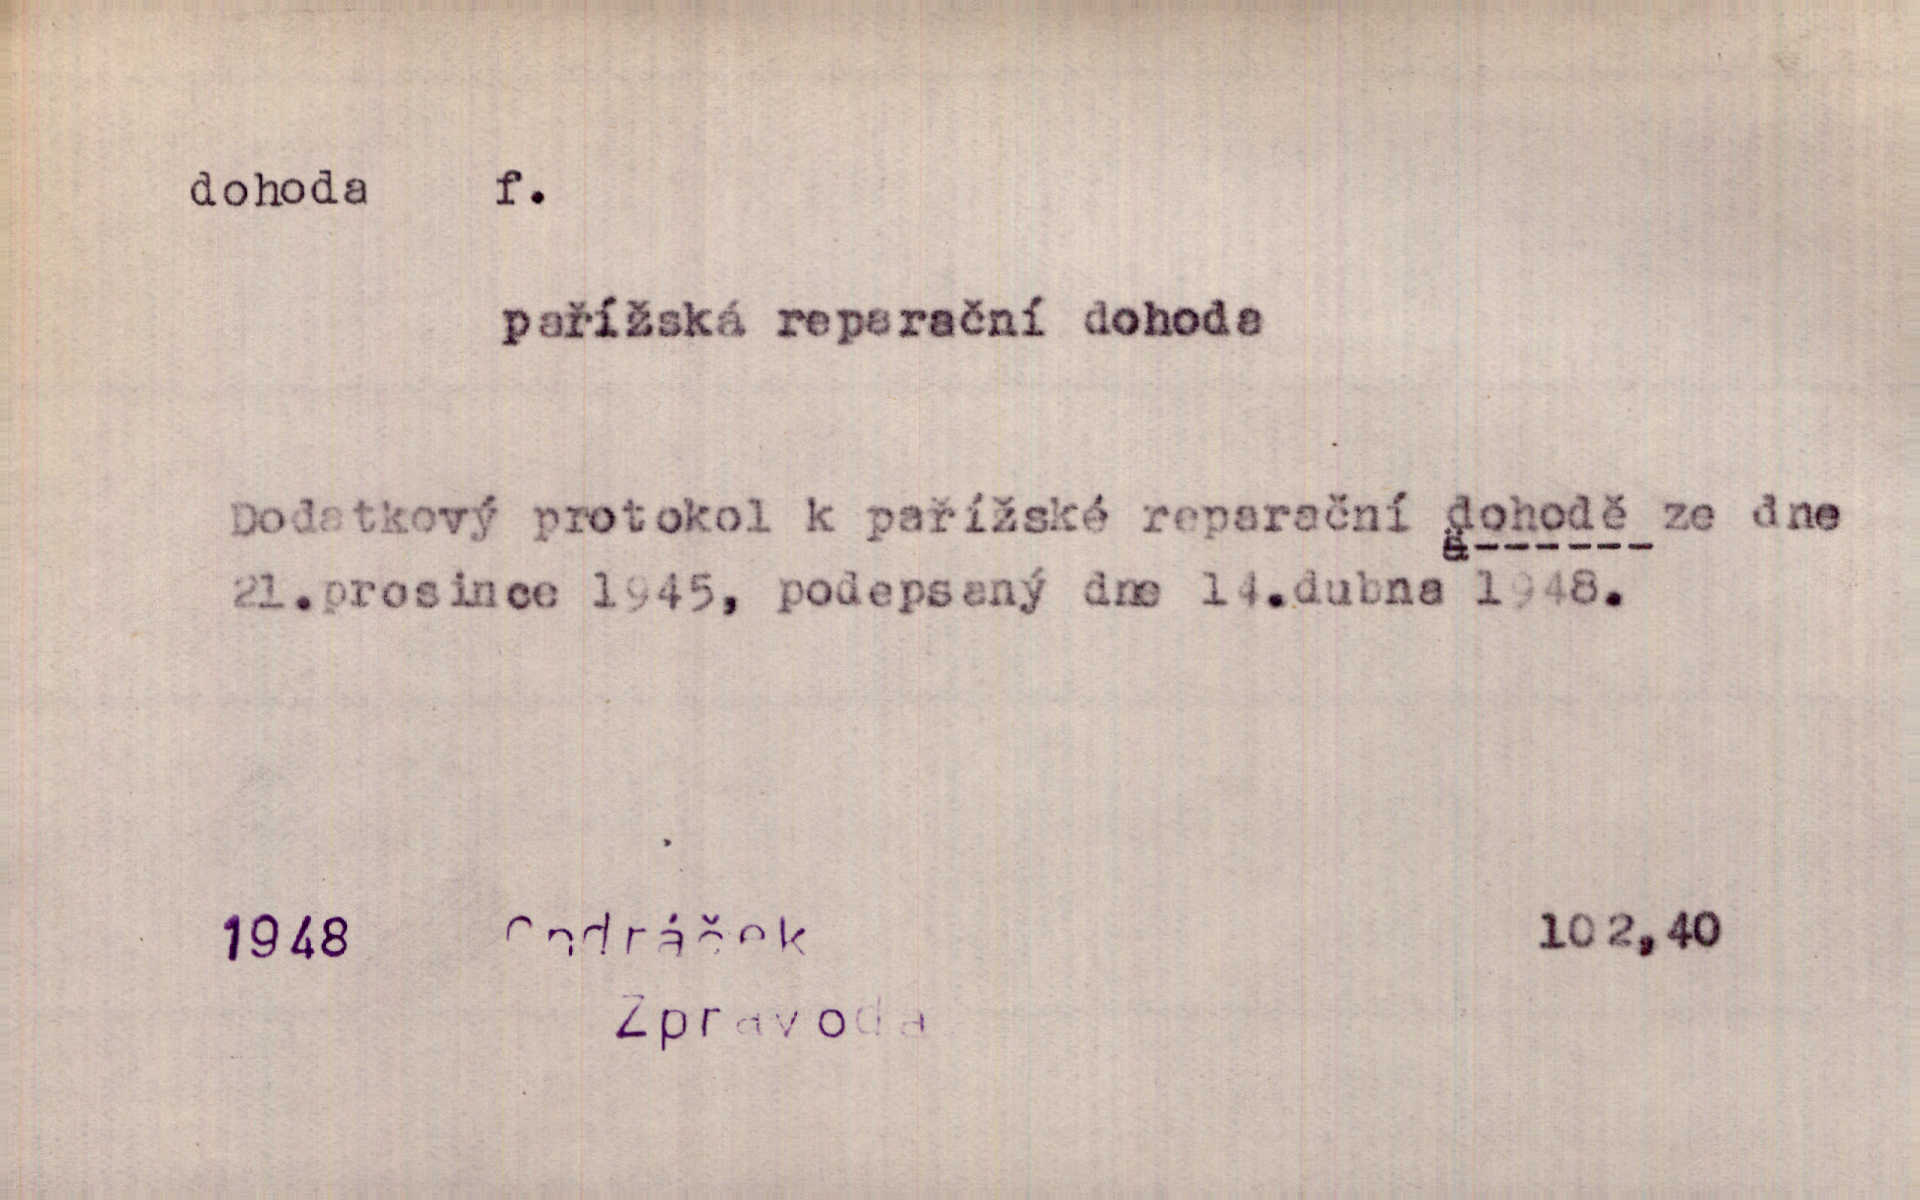 dohoda f.
pařížská reparační dohoda
Dodatkový protokol k pařížské reparační dohodě ze dne
21.prosince 1945, podepsaný dne 14.dubna 1948.
1948 Ondráček 102,40
Zpravoda